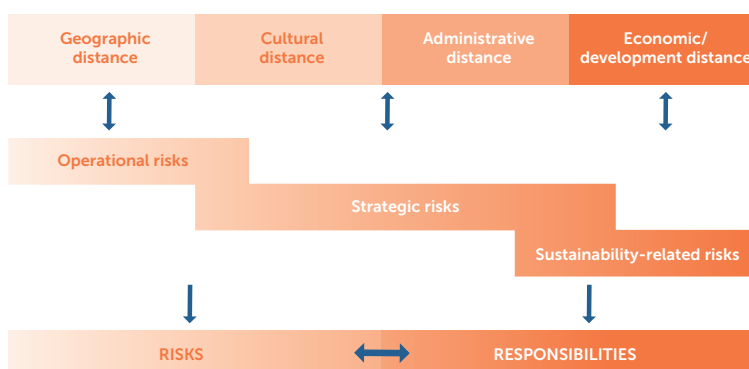 Geographic
distance
Cultural
distance
Administrative
distance
Economic/
development distance
Operational risks
Strategic risks
Sustainability-related risks
RISKS
RESPONSIBILITIES